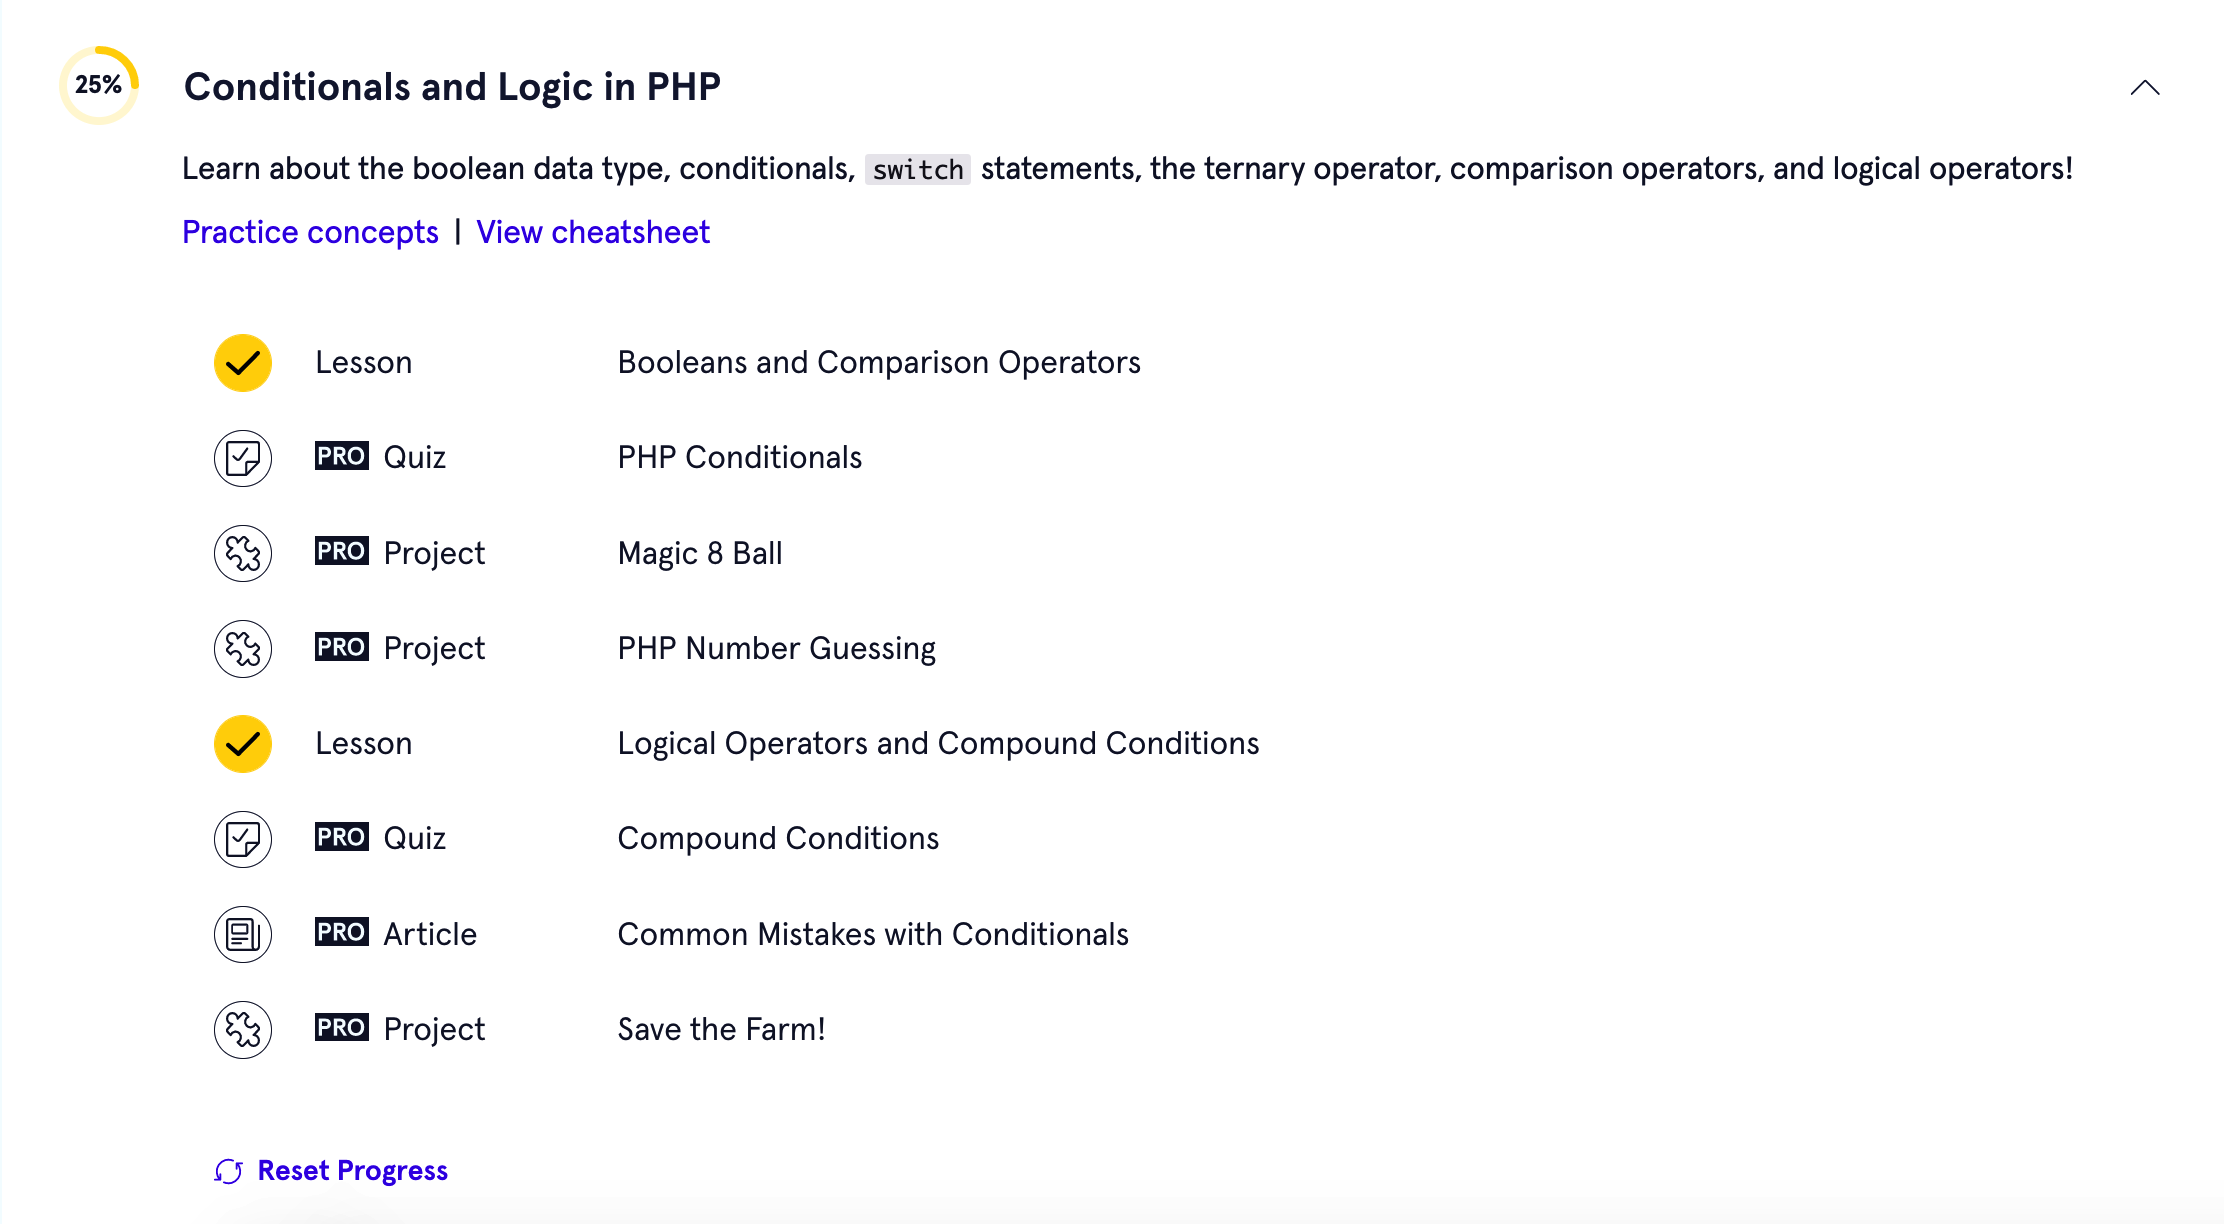 25%
Conditionals and Logic in PHP
Learn about the boolean data type, conditionals, switch statements, the ternary operator, comparison operators, and logical operators!
Practice concepts | View cheatsheet
Lesson Booleans and Comparison Operators
PRO Quiz PHP Conditionals
PRO Project Magic 8 Ball
PRO Project PHP Number Guessing
Lesson Logical Operators and Compound Conditions
PRO Quiz Compound Conditions
PRO Article Common Mistakes with Conditionals
PRO Project Save the Farm!
Reset Progress